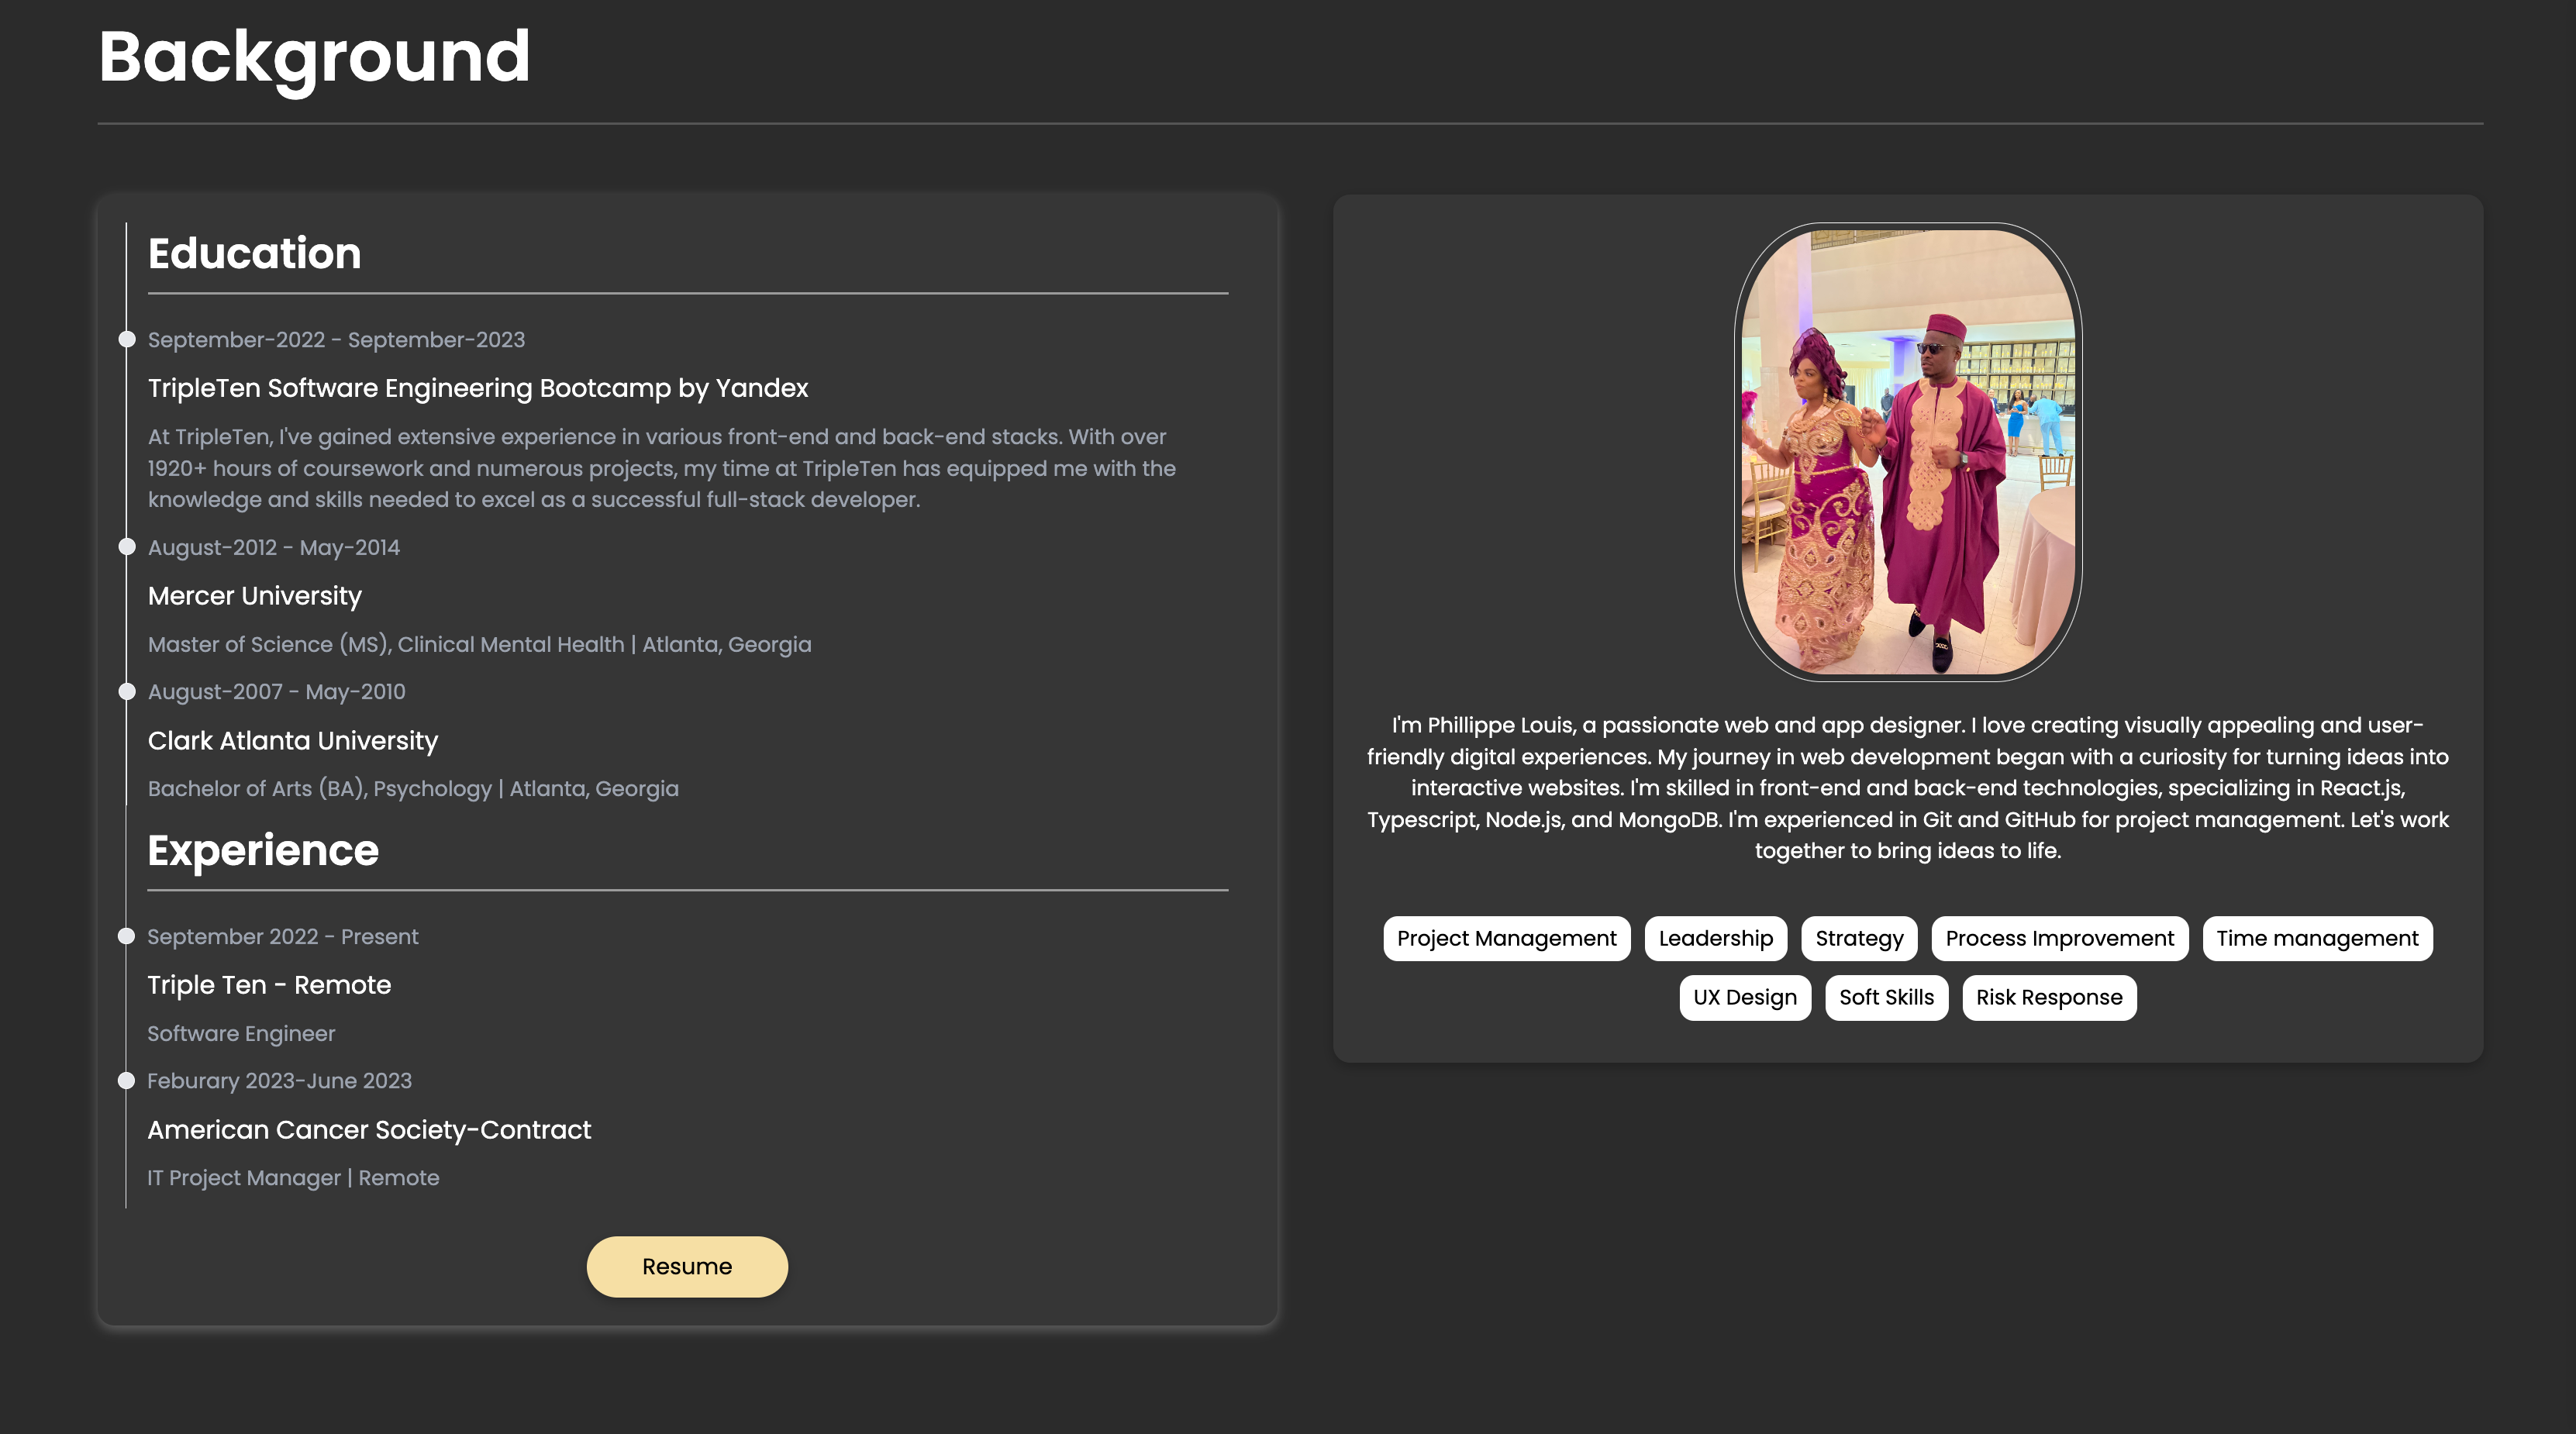 Background
Education
September-2022 - September-2023
TripleTen Software Engineering Bootcamp by Yandex
At TripleTen, I've gained extensive experience in various front-end and back-end stacks. With over
1920+ hours of coursework and numerous projects, my time at TripleTen has equipped me with the
knowledge and skills needed to excel as a successful full-stack developer.
August-2012 - May-2014
Mercer University
Master of Science (MS), Clinical Mental Health | Atlanta, Georgia
August-2007 - May-2010
Clark Atlanta University
Bachelor of Arts (BA), Psychology | Atlanta, Georgia
Experience
September 2022 - Present
Triple Ten - Remote
Software Engineer
Feburary 2023-June 2023
American Cancer Society-Contract
IT Project Manager | Remote
Resume
I'm Phillippe Louis, a passionate web and app designer. I love creating visually appealing and user-
friendly digital experiences. My journey in web development began with a curiosity for turning ideas into
interactive websites. I'm skilled in front-end and back-end technologies, specializing in React.js,
Typescript, Node.js, and MongoDB. I'm experienced in Git and GitHub for project management. Let's work
together to bring ideas to life.
Project Management Leadership Strategy Process Improvement Time management
UX Design Soft Skills Risk Response